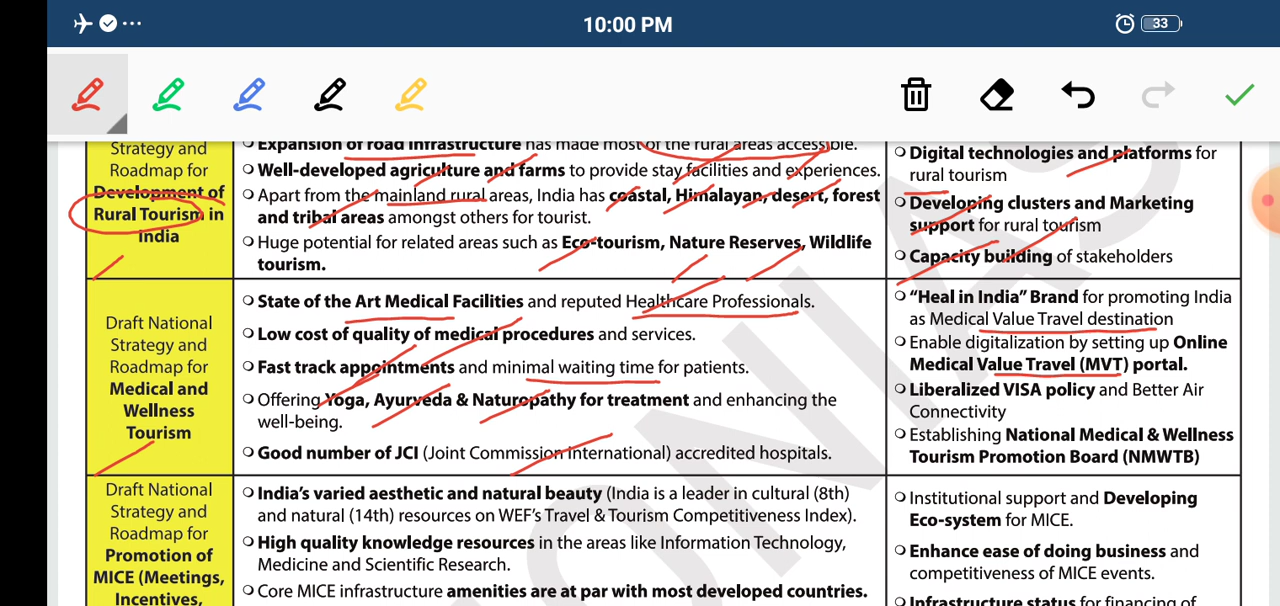 10:00 PM
33
Strategy and
Roadmap for
Development of
Rural Tourism in
India
Expansion of road infrastructure has made most of the rural areas accessible.
Well-developed agriculture and farms to provide stay facilities and experiences.
Apart from the mainland rural areas, India has coastal, Himalayan, desert, forest
and tribal areas amongst others for tourist.
Huge potential for related areas such as Eco-tourism, Nature Reserves, Wildlife
tourism.
Digital technologies and platforms for
rural tourism
Developing clusters and Marketing
support for rural tourism
Capacity building of stakeholders
Draft National
Strategy and
Roadmap for
Medical and
Wellness
Tourism
State of the Art Medical Facilities and reputed Healthcare Professionals.
Low cost of quality of medical procedures and services.
Fast track appointments and minimal waiting time for patients.
Offering Yoga, Ayurveda & Naturopathy for treatment and enhancing the
well-being.
Good number of JCI (Joint Commission International) accredited hospitals.
“Heal in India” Brand for promoting India
as Medical Value Travel destination
Enable digitalization by setting up Online
Medical Value Travel (MVT) portal.
Liberalized VISA policy and Better Air
Connectivity
Establishing National Medical & Wellness
Tourism Promotion Board (NMWTB)
Draft National
Strategy and
Roadmap for
Promotion of
MICE (Meetings,
Incentives,
India’s varied aesthetic and natural beauty (India is a leader in cultural (8th)
and natural (14th) resources on WEF’s Travel & Tourism Competitiveness Index).
High quality knowledge resources in the areas like Information Technology,
Medicine and Scientific Research.
Core MICE infrastructure amenities are at par with most developed countries.
Institutional support and Developing
Eco-system for MICE.
Enhance ease of doing business and
competitiveness of MICE events.
Infrastructure status for financing of